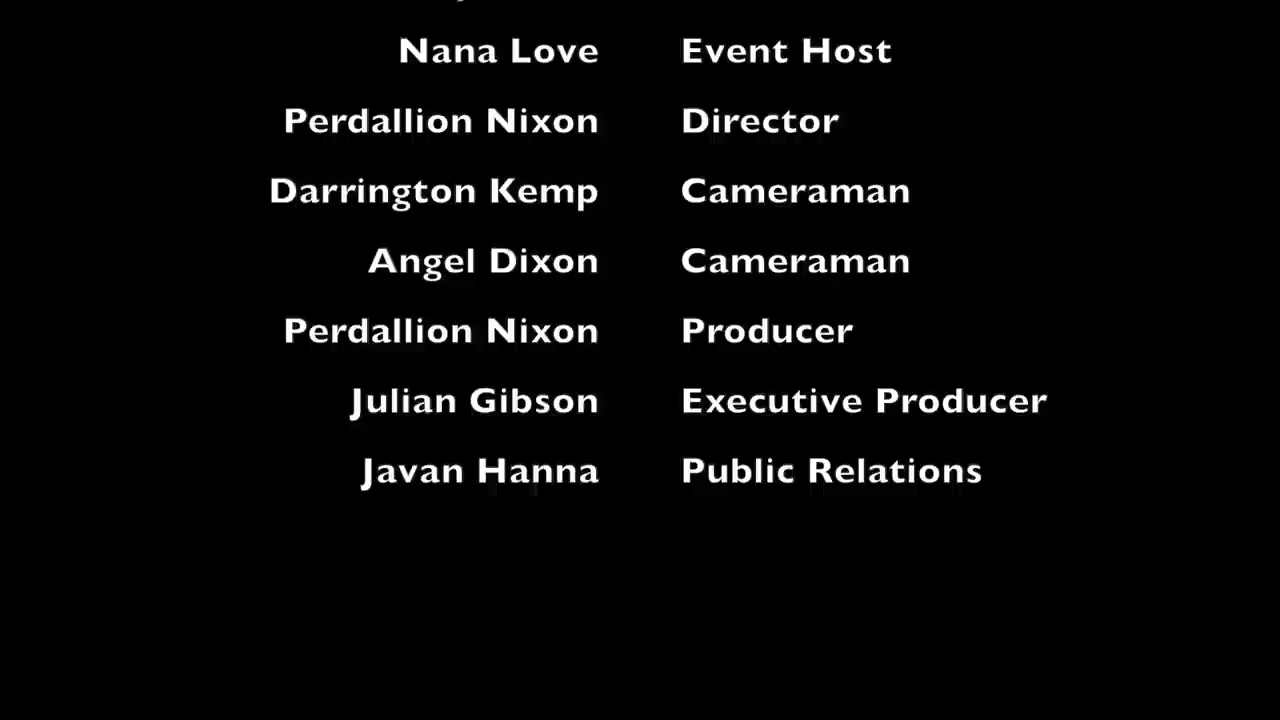 Nana Love Event Host
Perdallion Nixon Director
Darrington Kemp Cameraman
Angel Dixon Cameraman
Perdallion Nixon Producer
Julian Gibson Executive Producer
Javan Hanna Public Relations